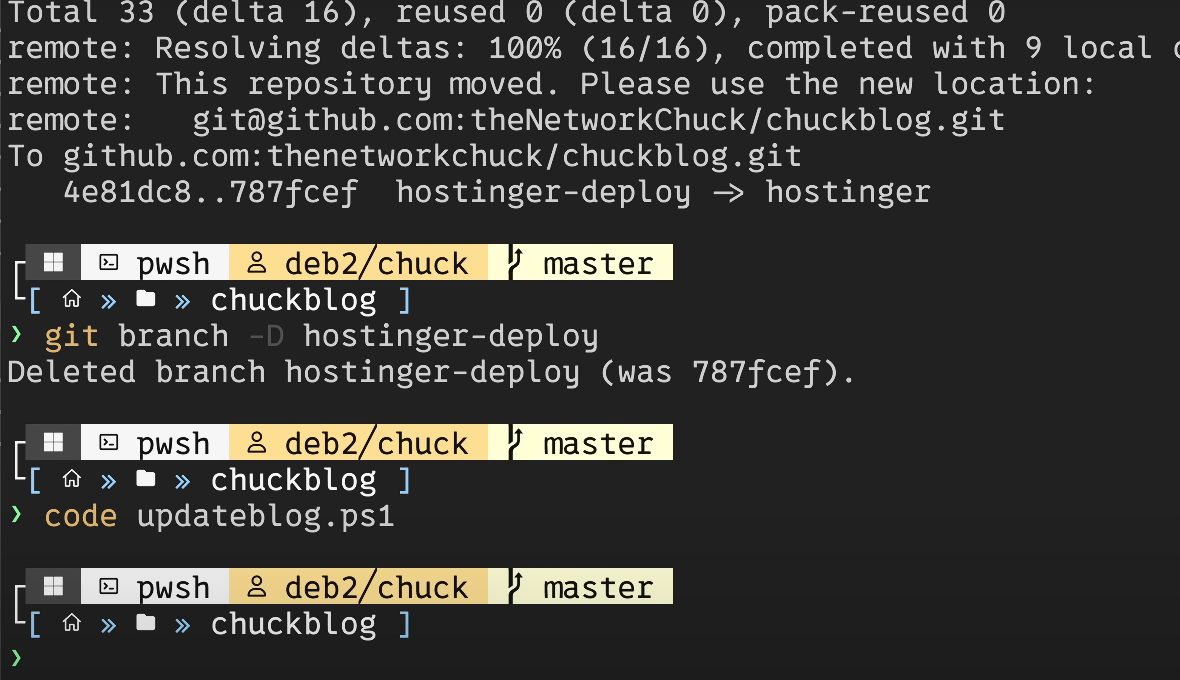 Total 33 (delta 16), reused 0 (delta 0), pack-reused 0
remote: Resolving deltas: 100% (16/16), completed with 9 local
remote: This repository moved. Please use the new location:
remote:   git@github.com:theNetworkChuck/chuckblog.git
To github.com:thenetworkchuck/chuckblog.git
   4e81dc8..787fcef  hostinger-deploy -> hostinger
pwsh deb2/chuck master
[ » » chuckblog ]
❯ git branch -D hostinger-deploy
Deleted branch hostinger-deploy (was 787fcef).
pwsh deb2/chuck master
[ » » chuckblog ]
❯ code updateblog.ps1
pwsh deb2/chuck master
[ » » chuckblog ]
❯